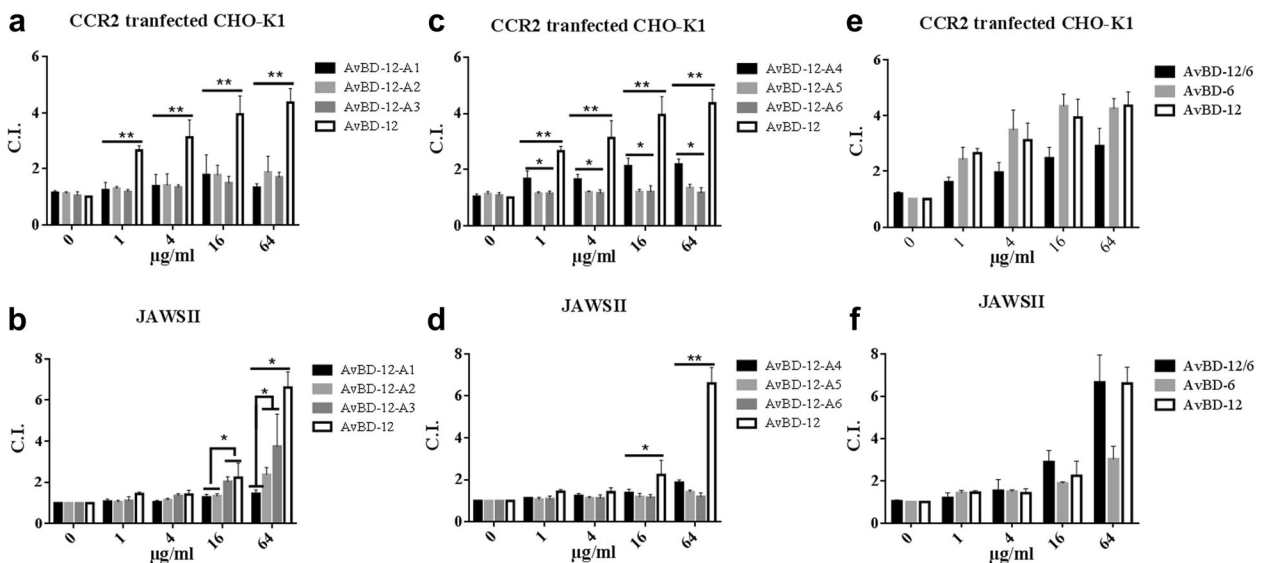 a
CCR2 tranfected CHO-K1
C.I.
6
4
2
0
** ** ** **
0 1 4 16 64
µg/ml
AvBD-12-A1
AvBD-12-A2
AvBD-12-A3
AvBD-12
c
CCR2 tranfected CHO-K1
C.I.
6
4
2
0
** ** ** **
* * * *
0 1 4 16 64
µg/ml
AvBD-12-A4
AvBD-12-A5
AvBD-12-A6
AvBD-12
e
CCR2 tranfected CHO-K1
C.I.
6
4
2
0
0 1 4 16 64
µg/ml
AvBD-12/6
AvBD-6
AvBD-12
b
JAWSII
C.I.
8
6
4
2
0
*
*
*
0 1 4 16 64
µg/ml
AvBD-12-A1
AvBD-12-A2
AvBD-12-A3
AvBD-12
d
JAWSII
C.I.
8
6
4
2
0
**
*
0 1 4 16 64
µg/ml
AvBD-12-A4
AvBD-12-A5
AvBD-12-A6
AvBD-12
f
JAWSII
C.I.
8
6
4
2
0
0 1 4 16 64
µg/ml
AvBD-12/6
AvBD-6
AvBD-12